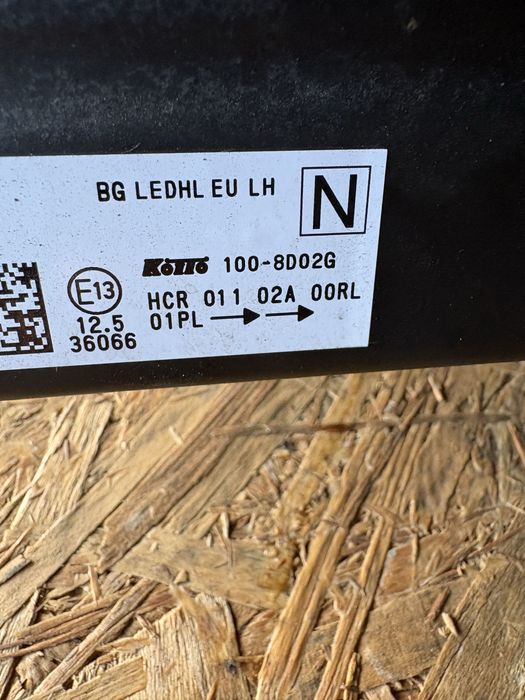 BG LEDHL EU LH
N
KOITO 100-8D02G
E13
HCR 011 02A 00RL
12.5
01PL → →
36066